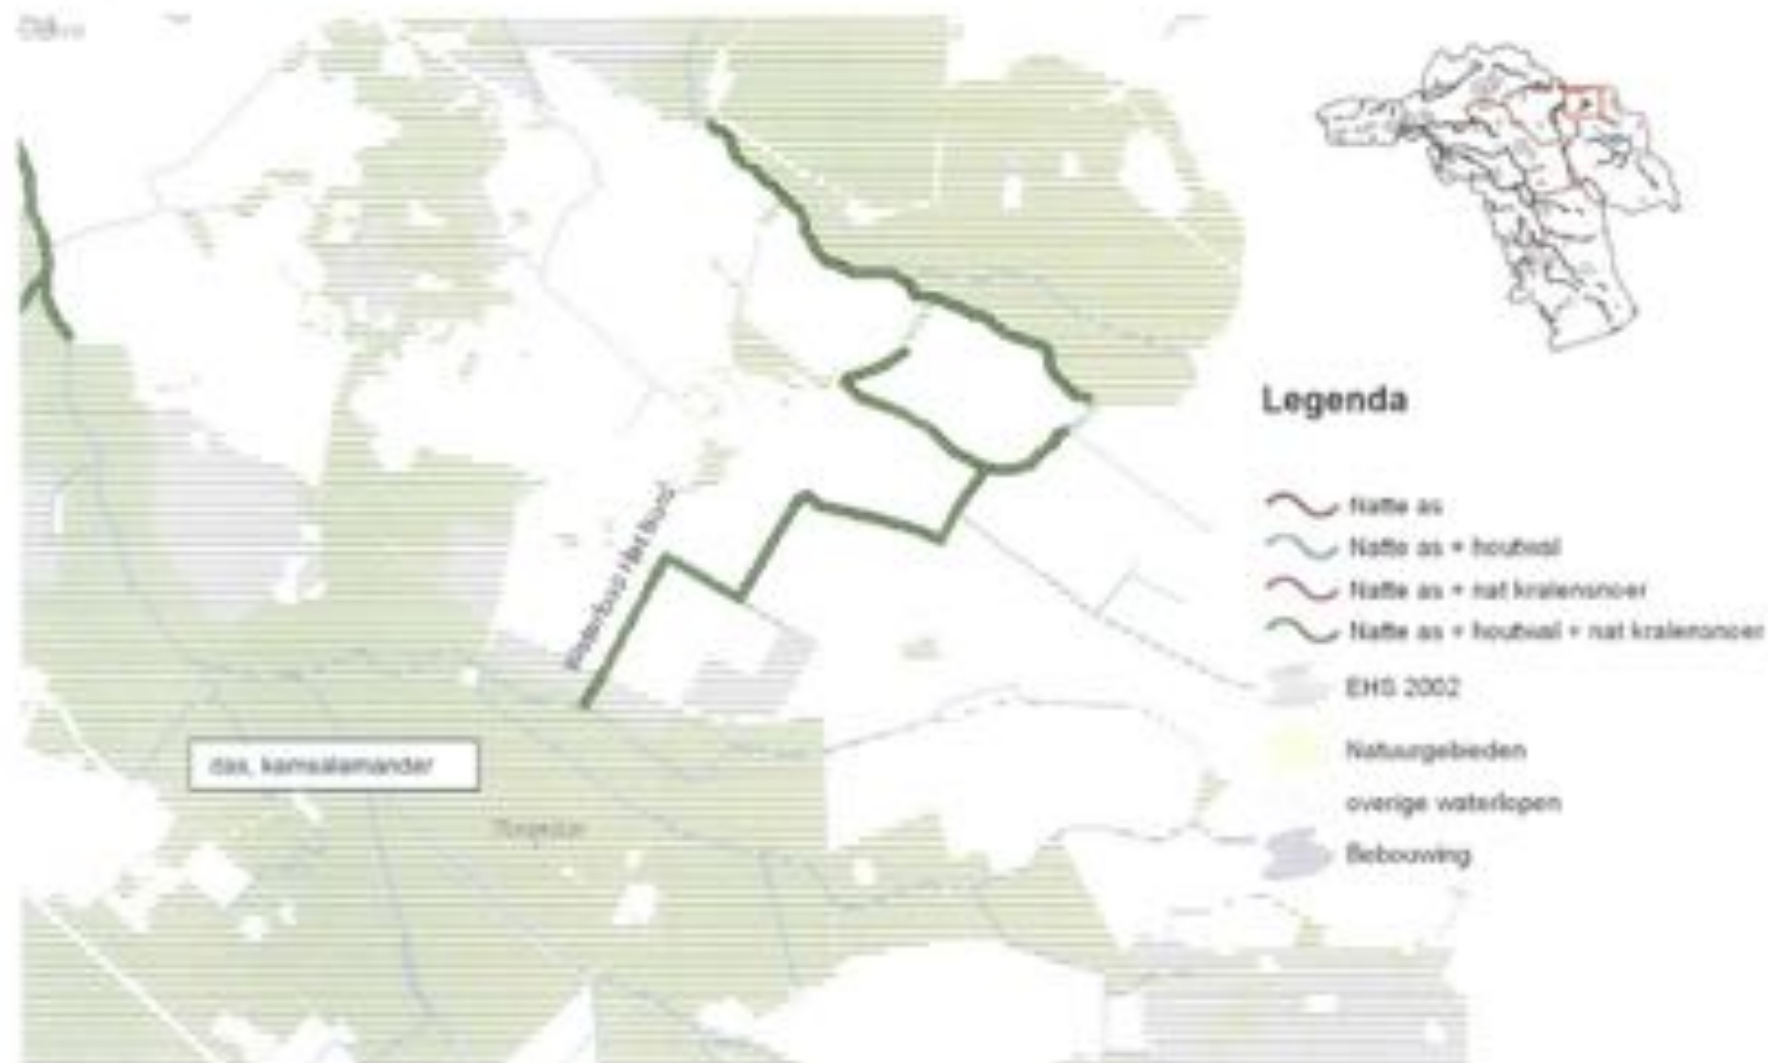 Legenda
Natte as
Natte as + houtwal
Natte as + nat kralensnoer
Natte as + houtwal + nat kralensnoer
EHS 2002
Natuurgebieden
overige waterlopen
Bebouwing
Het
das, kamsalamander